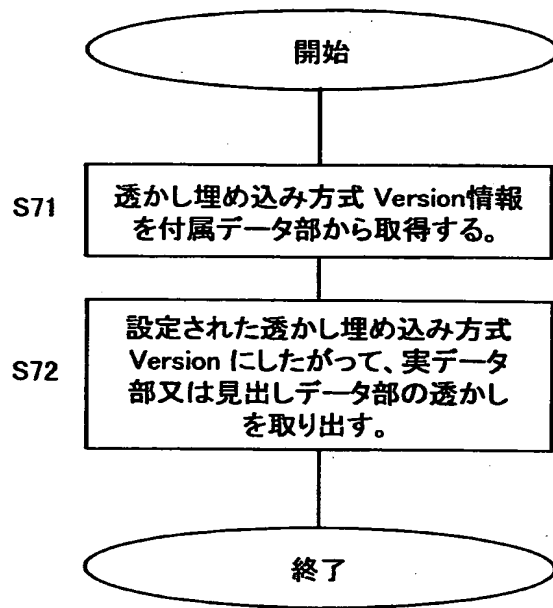 開始
S71
透かし埋め込み方式 Version情報
を付属データ部から取得する。
S72
設定された透かし埋め込み方式
Version にしたがって、実データ
部又は見出しデータ部の透かし
を取り出す。
終了